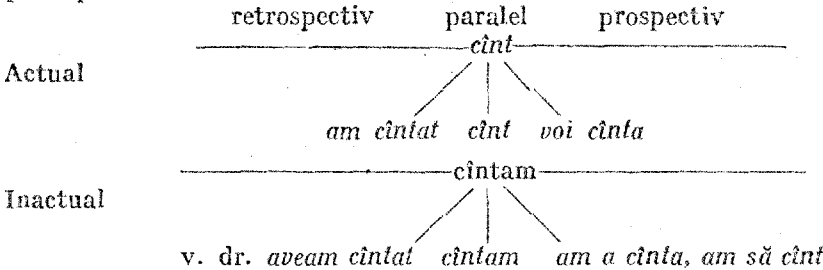 retrospectiv paralel prospectiv
cînt
Actual
am cîntat cînt voi cînta
cîntam
Inactual
v. dr. aveam cîntat cîntam am a cînta, am să cînt